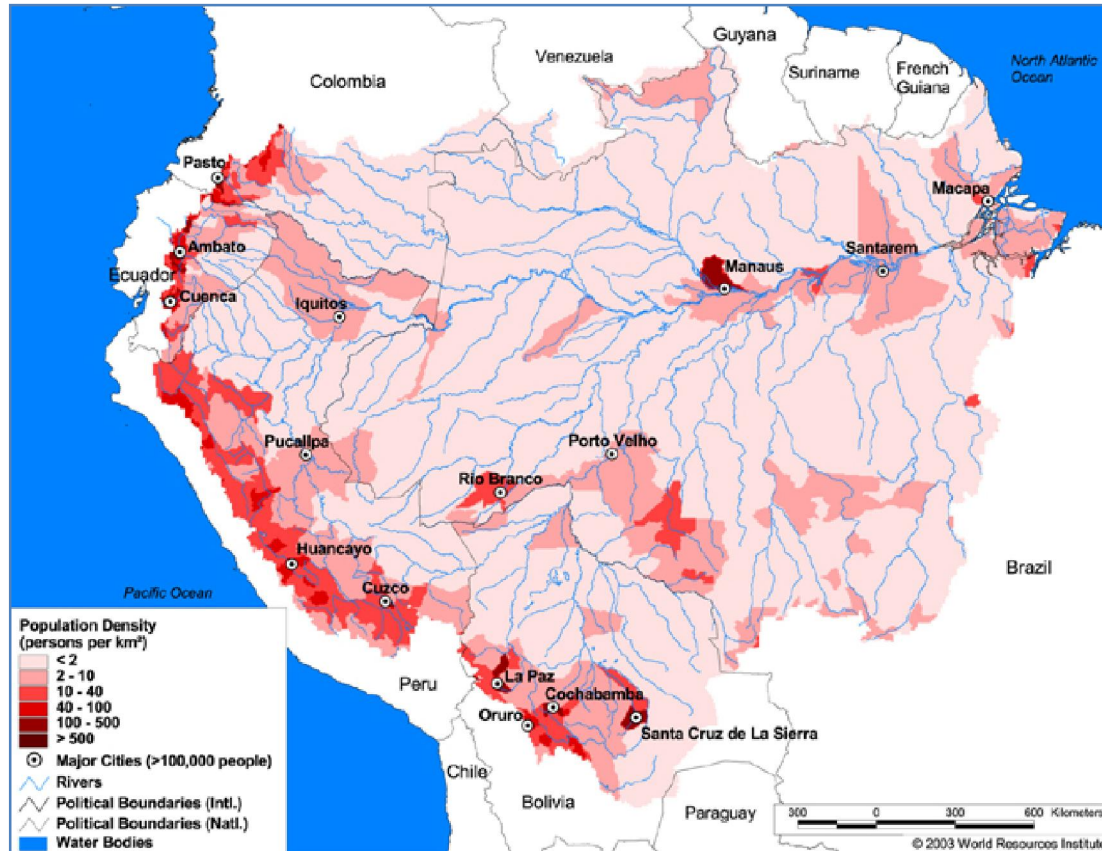 Guyana
Venezuela
Suriname
French
Guiana
North Atlantic
Ocean
Colombia
Pasto
Macapa
Ambato
Ecuador
Cuenca
Iquitos
Manaus
Santarem
Pucallpa
Porto Velho
Rio Branco
Huancayo
Cuzco
Brazil
Pacific Ocean
Peru
La Paz
Cochabamba
Oruro
Santa Cruz de La Sierra
Chile
Bolivia
Paraguay
Population Density
(persons per km²)
< 2
2 - 10
10 - 40
40 - 100
100 - 500
> 500
Major Cities (>100,000 people)
Rivers
Political Boundaries (Intl.)
Political Boundaries (Natl.)
Water Bodies
300 0 300 600 Kilometers
© 2003 World Resources Institute